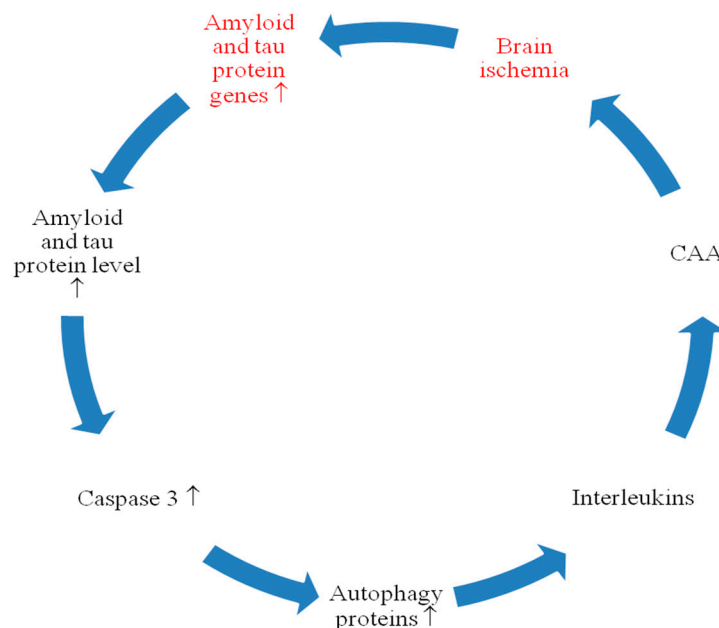 Amyloid
and tau
protein
genes ↑
Brain
ischemia
Amyloid
and tau
protein level
↑
CAA
Caspase 3 ↑
Interleukins
Autophagy
proteins ↑